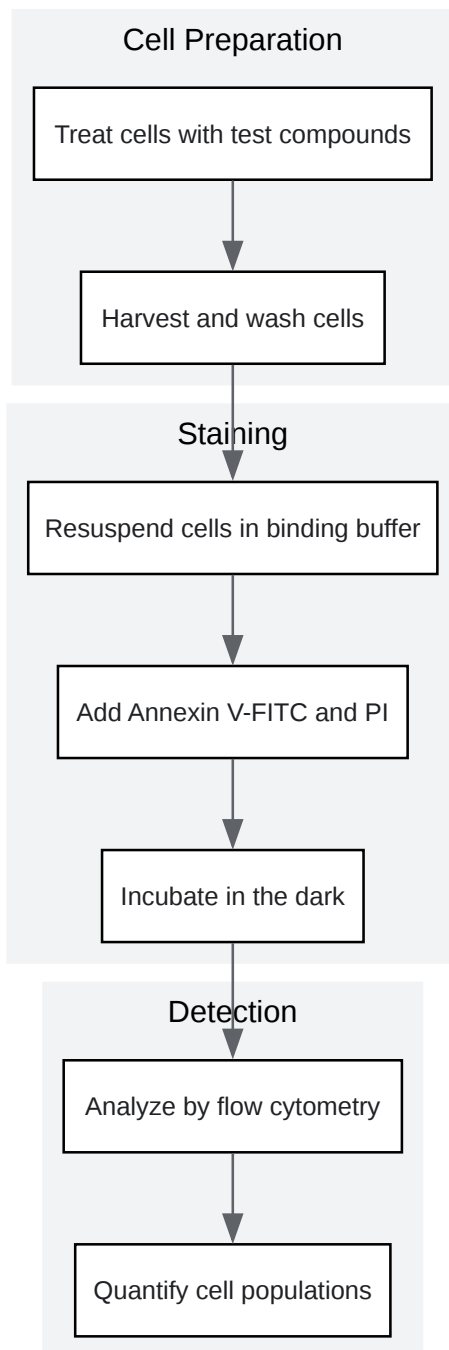 Cell Preparation
Treat cells with test compounds
Harvest and wash cells
Staining
Resuspend cells in binding buffer
Add Annexin V-FITC and PI
Incubate in the dark
Detection
Analyze by flow cytometry
Quantify cell populations